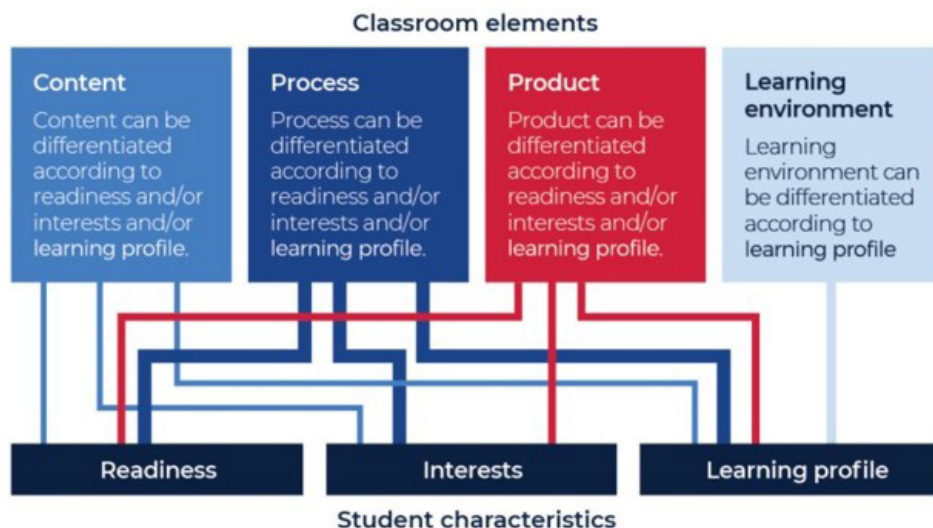 Classroom elements
Content
Content can be
differentiated
according to
readiness and/or
interests and/or
learning profile.
Process
Process can be
differentiated
according to
readiness and/or
interests and/or
learning profile.
Product
Product can be
differentiated
according to
readiness and/or
interests and/or
learning profile.
Learning
environment
Learning
environment can
be differentiated
according to
learning profile
Readiness
Interests
Learning profile
Student characteristics